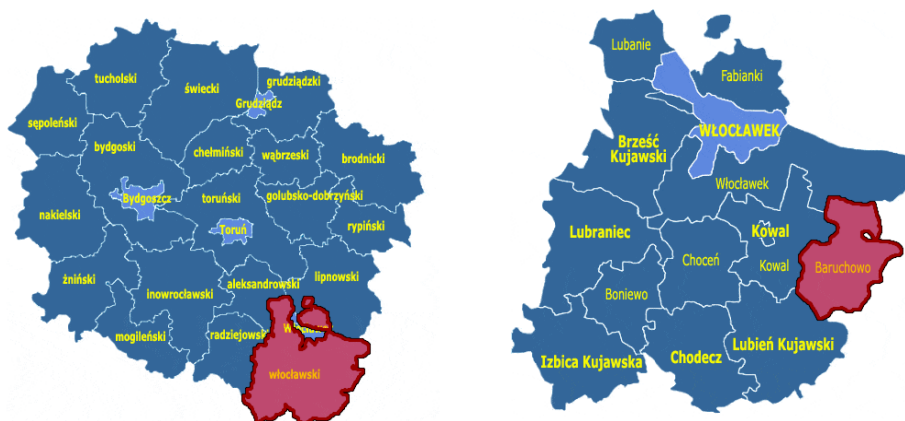 tucholski
świecki
grudziądzki
Grudziądz
sępoleński
bydgoski
chełmiński
wąbrzeski
brodnicki
Bydgoszcz
toruński
golubsko-dobrzyński
nakielski
Toruń
rypiński
żniński
inowrocławski
aleksandrowski
lipnowski
mogileński
radziejowski
włocławski
Lubanie
Fabianki
WŁOCŁAWEK
Brześć
Kujawski
Włocławek
Lubraniec
Kowal
Choceń
Kowal
Baruchowo
Boniewo
Izbica Kujawska
Chodecz
Lubień Kujawski